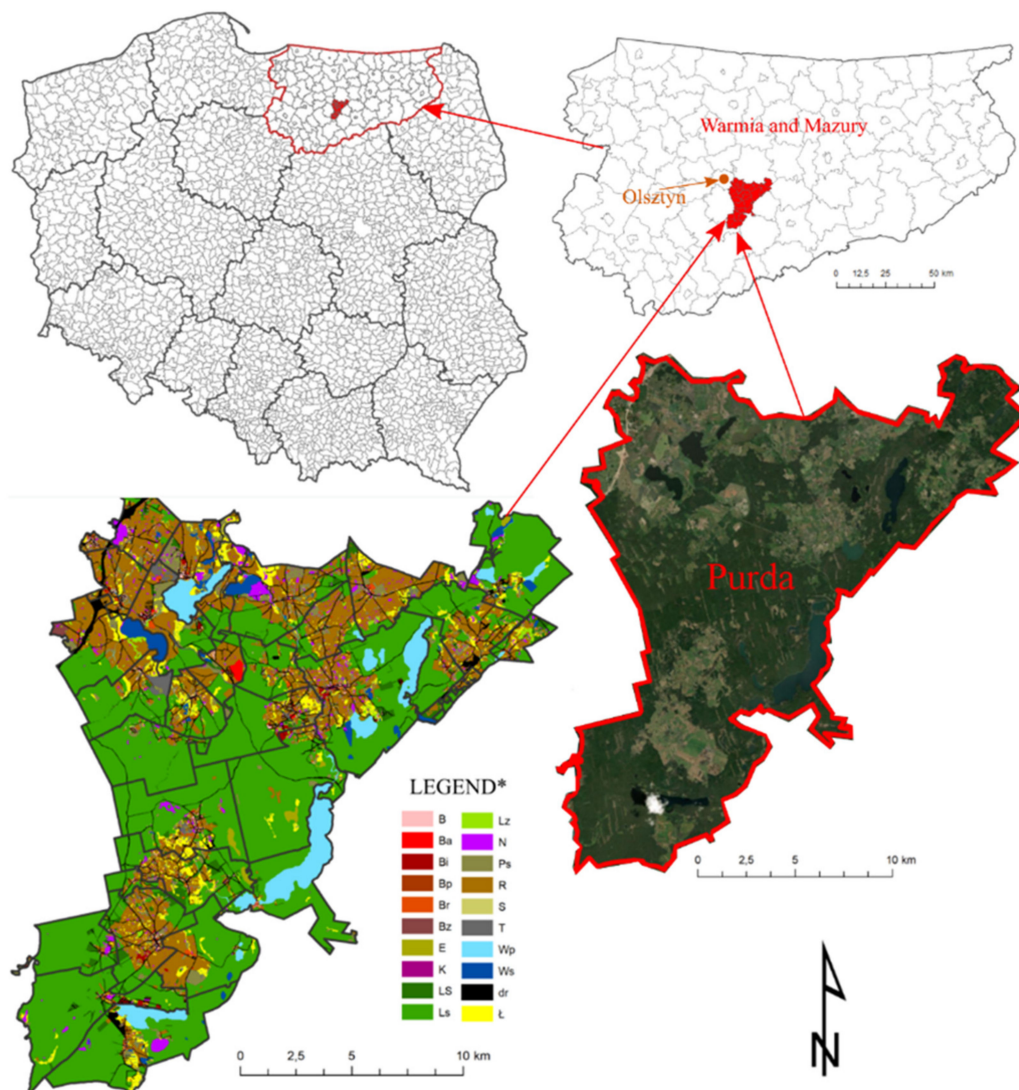 Warmia and Mazury
Olsztyn
0 12,5 25 50 km
Purda
0 2,5 5 10 km
LEGEND*
B Lz
Ba N
Bi Ps
Bp R
Br S
Bz T
E Wp
K Ws
LS dr
Ls Ł
0 2,5 5 10 km
N